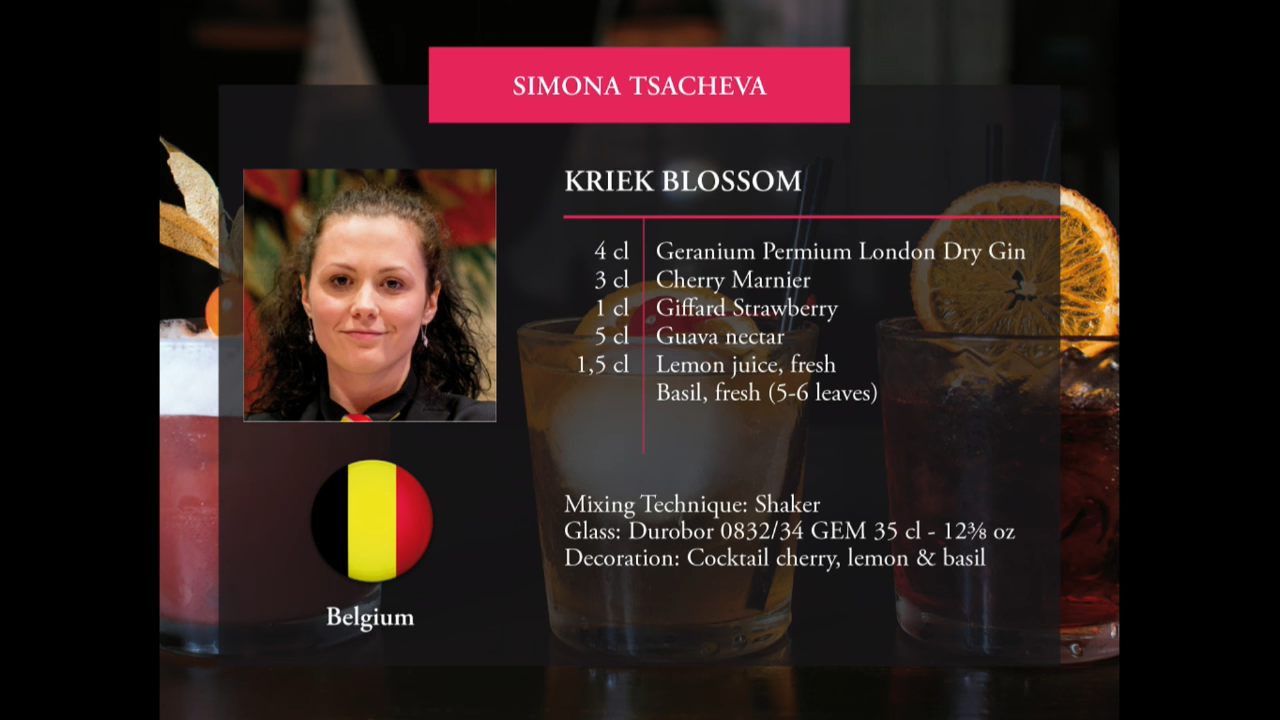 SIMONA TSACHEVA
KRIEK BLOSSOM
4 cl Geranium Permium London Dry Gin
3 cl Cherry Marnier
1 cl Giffard Strawberry
5 cl Guava nectar
1,5 cl Lemon juice, fresh
Basil, fresh (5-6 leaves)
Mixing Technique: Shaker
Glass: Durobor 0832/34 GEM 35 cl - 12⅜ oz
Decoration: Cocktail cherry, lemon & basil
Belgium